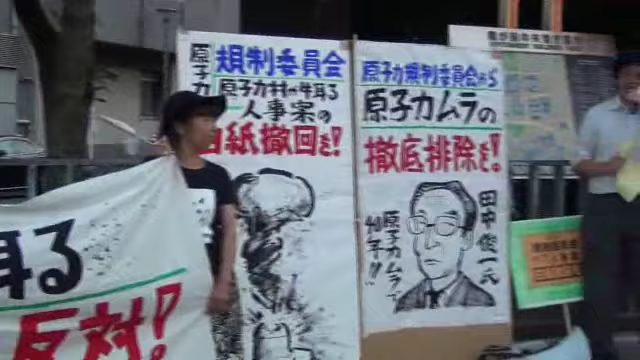 原子力
規制委員会
原子力村が牛耳る
人事案の
白紙撤回を!
原子力規制委員会から
原子力ムラの
徹底排除を!
田中俊一氏
原子力ムラで
40年!!
耳る
反対!